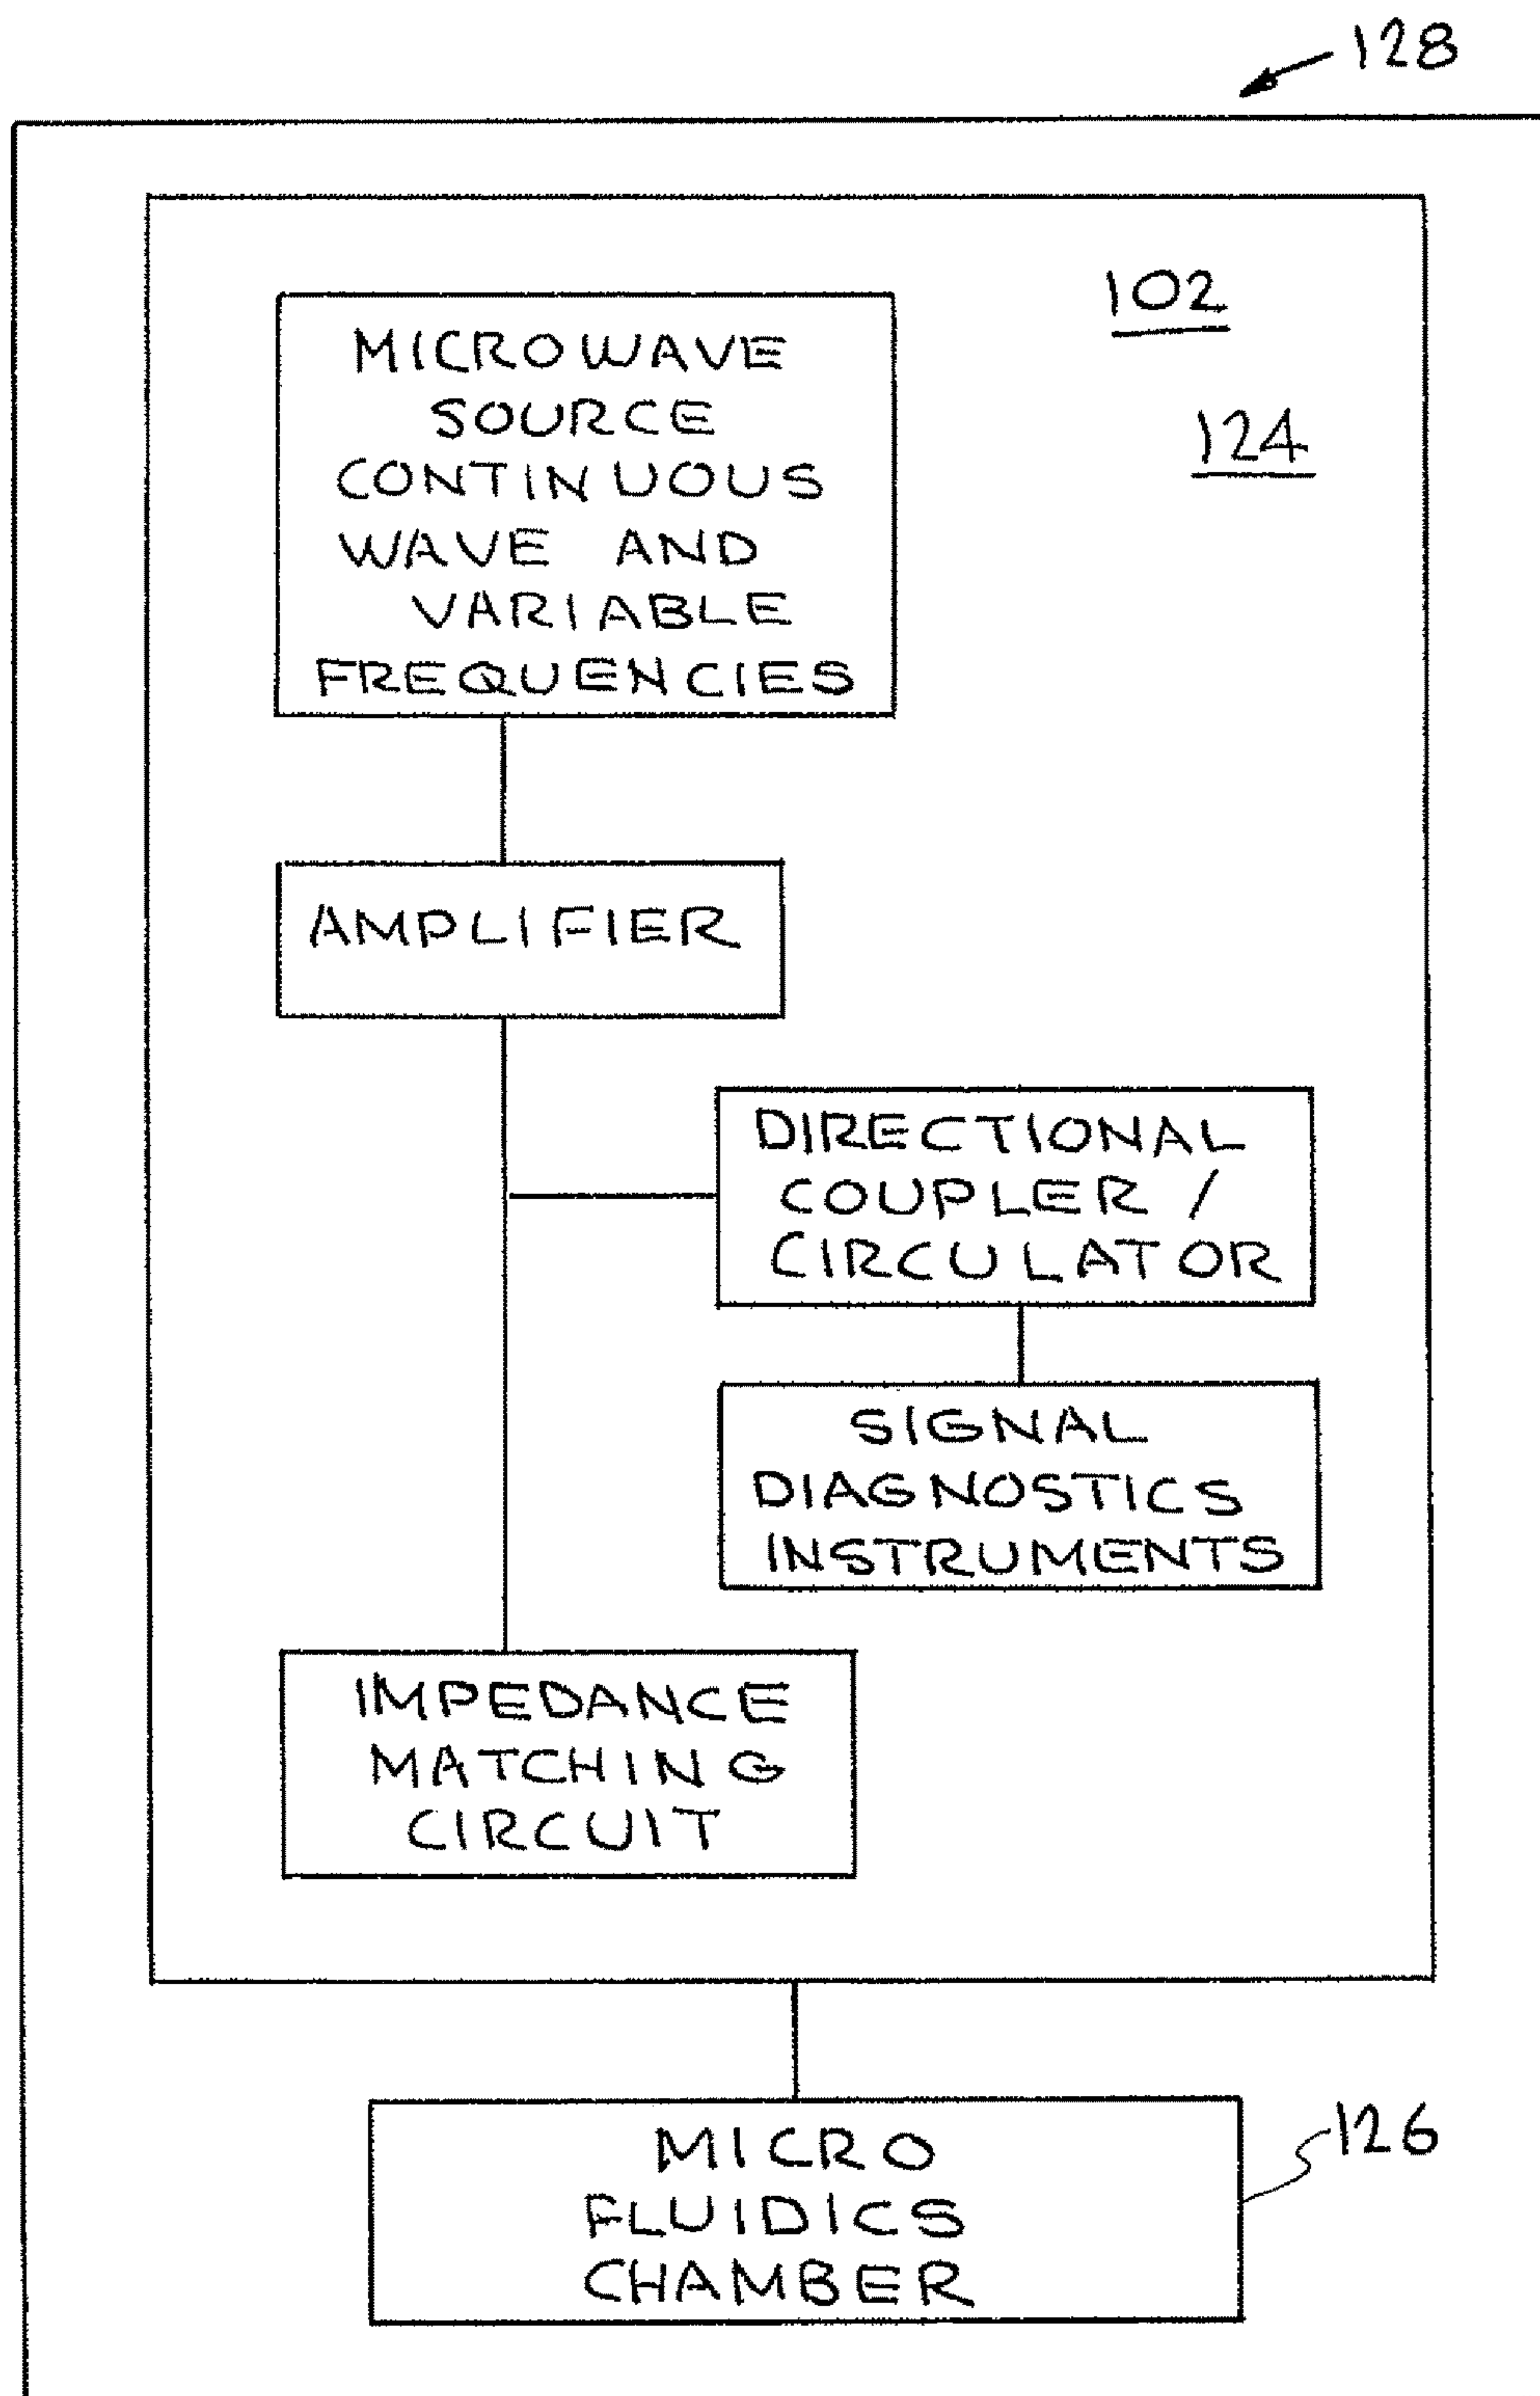 128
102
124
MICROWAVE
SOURCE
CONTINUOUS
WAVE AND
VARIABLE
FREQUENCIES
AMPLIFIER
DIRECTIONAL
COUPLER /
CIRCULATOR
SIGNAL
DIAGNOSTICS
INSTRUMENTS
IMPEDANCE
MATCHING
CIRCUIT
MICRO
FLUIDICS
CHAMBER
126